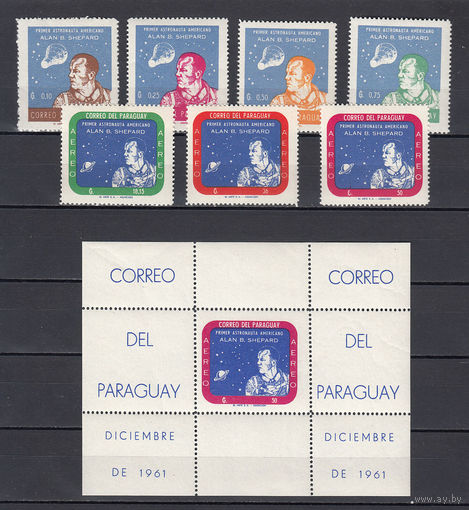 PRIMER ASTRONAUTA AMERICANO
ALAN B. SHEPARD
G. 0,10
CORREO
PRIMER ASTRONAUTA AMERICANO
ALAN B. SHEPARD
G. 0,25
PRIMER ASTRONAUTA AMERICANO
ALAN B. SHEPARD
G. 0,50
PRIMER ASTRONAUTA AMERICANO
ALAN B. SHEPARD
G. 0,75
CORREO DEL PARAGUAY
PRIMER ASTRONAUTA AMERICANO
ALAN B. SHEPARD
AEREO
AEREO
G. 18,15
CORREO DEL PARAGUAY
PRIMER ASTRONAUTA AMERICANO
ALAN B. SHEPARD
AEREO
AEREO
G. 36
CORREO DEL PARAGUAY
PRIMER ASTRONAUTA AMERICANO
ALAN B. SHEPARD
AEREO
AEREO
G. 50
CORREO
CORREO
CORREO DEL PARAGUAY
PRIMER ASTRONAUTA AMERICANO
ALAN B. SHEPARD
AEREO
AEREO
G. 50
DEL
DEL
PARAGUAY
PARAGUAY
DICIEMBRE
DICIEMBRE
DE 1961
DE 1961
www.ay.by